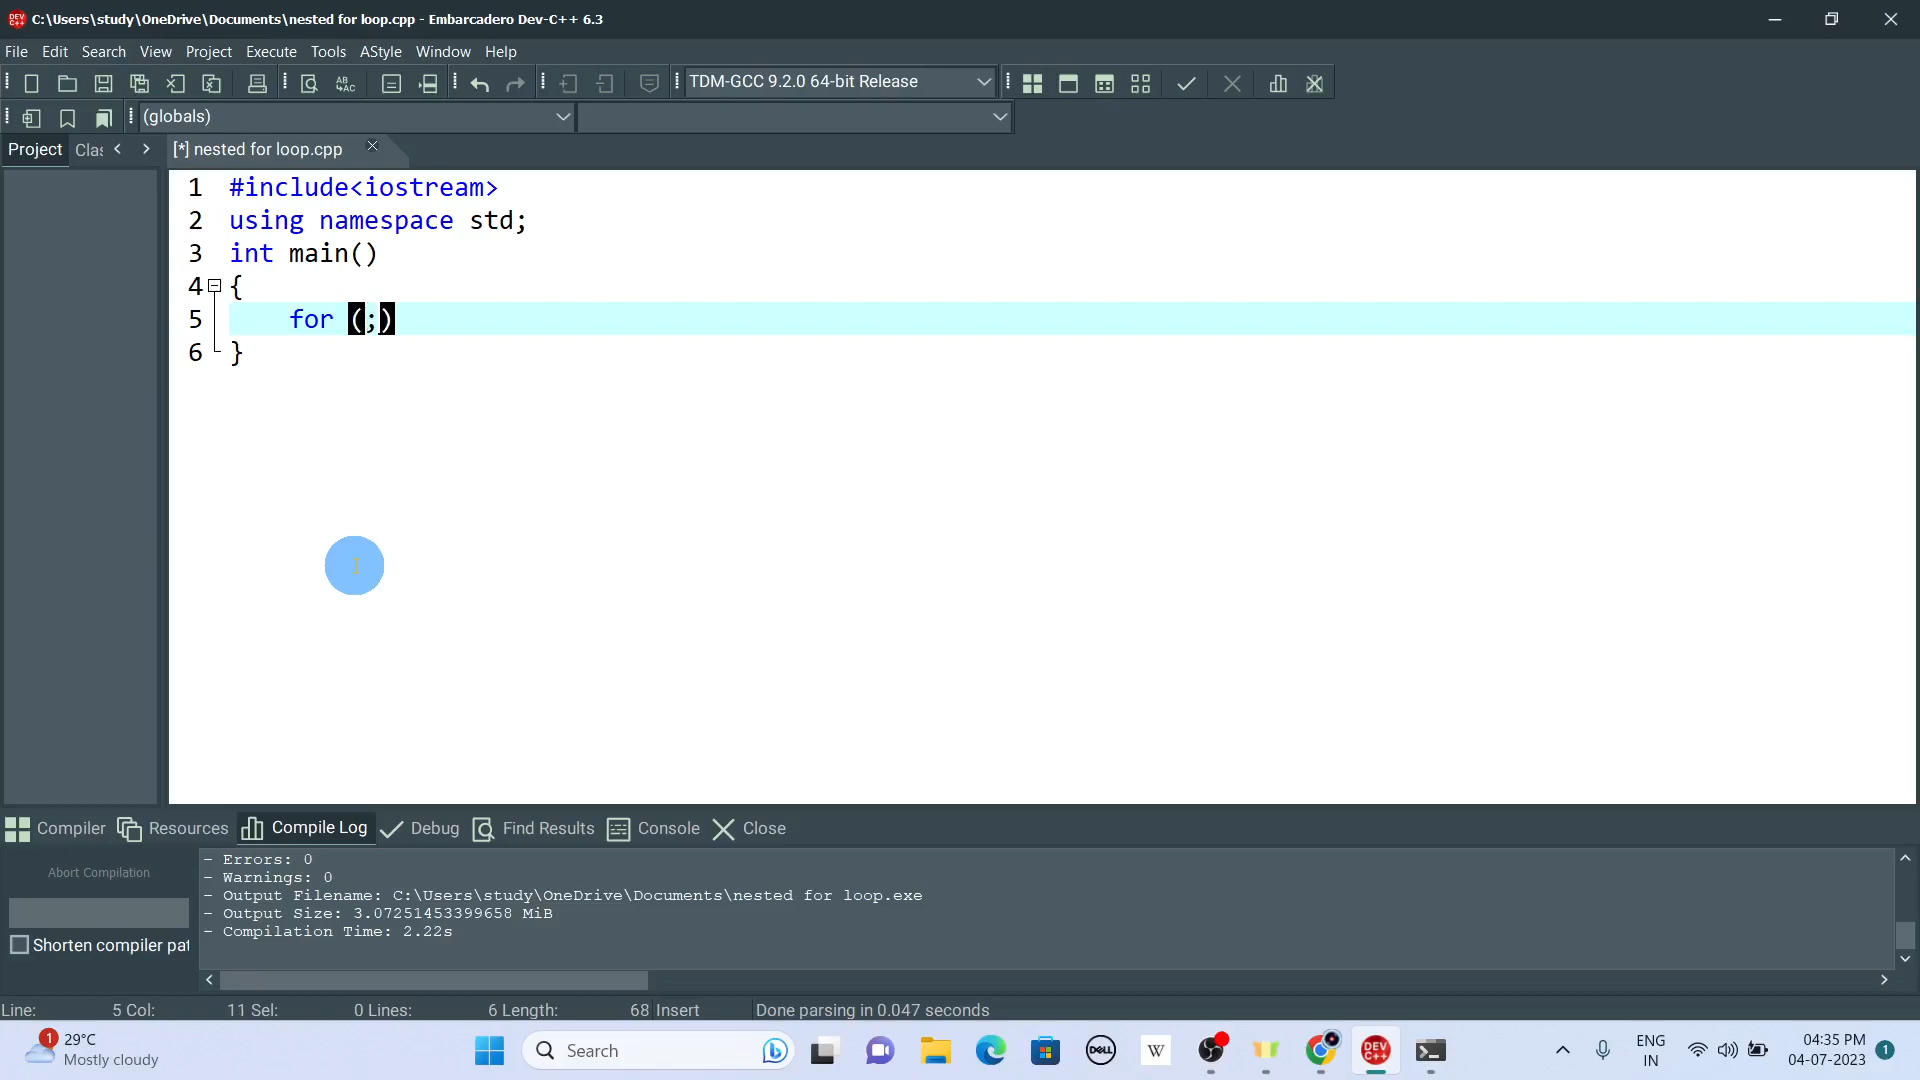 C:\Users\study\OneDrive\Documents\nested for loop.cpp - Embarcadero Dev-C++ 6.3
File Edit Search View Project Execute Tools AStyle Window Help
TDM-GCC 9.2.0 64-bit Release
(globals)
Project Clas [*] nested for loop.cpp
1 #include<iostream>
2 using namespace std;
3 int main()
4 {
5 for (;)
6 }
Compiler Resources Compile Log Debug Find Results Console Close
Abort Compilation
Shorten compiler pat
- Errors: 0
- Warnings: 0
- Output Filename: C:\Users\study\OneDrive\Documents\nested for loop.exe
- Output Size: 3.07251453399658 MiB
- Compilation Time: 2.22s
Line: 5 Col: 11 Sel: 0 Lines: 6 Length: 68 Insert Done parsing in 0.047 seconds
1 29°C
Mostly cloudy
Search
DELL
W
DEV C++
ENG
IN
04:35 PM
04-07-2023
1